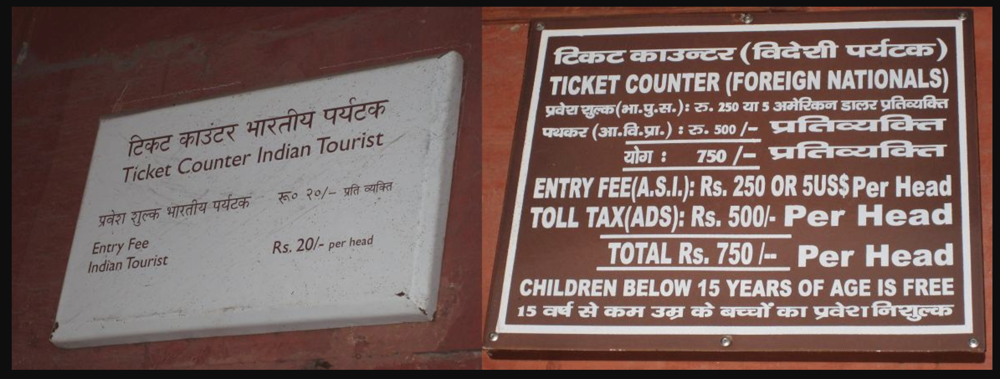 टिकट काउंटर भारतीय पर्यटक
Ticket Counter Indian Tourist
प्रवेश शुल्क भारतीय पर्यटक रू० २०/- प्रति व्यक्ति
Entry Fee Rs. 20/- per head
Indian Tourist
टिकट काउन्टर (विदेशी पर्यटक)
TICKET COUNTER (FOREIGN NATIONALS)
प्रवेश शुल्क(भा.पु.स.): रु. 250 या 5 अमेरिकन डालर प्रतिव्यक्ति
पथकर (आ.वि.प्रा.) : रु. 500 /- प्रतिव्यक्ति
योग : 750 /- प्रतिव्यक्ति
ENTRY FEE(A.S.I.): Rs. 250 OR 5US$ Per Head
TOLL TAX(ADS): Rs. 500/- Per Head
TOTAL Rs. 750 /-- Per Head
CHILDREN BELOW 15 YEARS OF AGE IS FREE
15 वर्ष से कम उम्र के बच्चों का प्रवेश निशुल्क